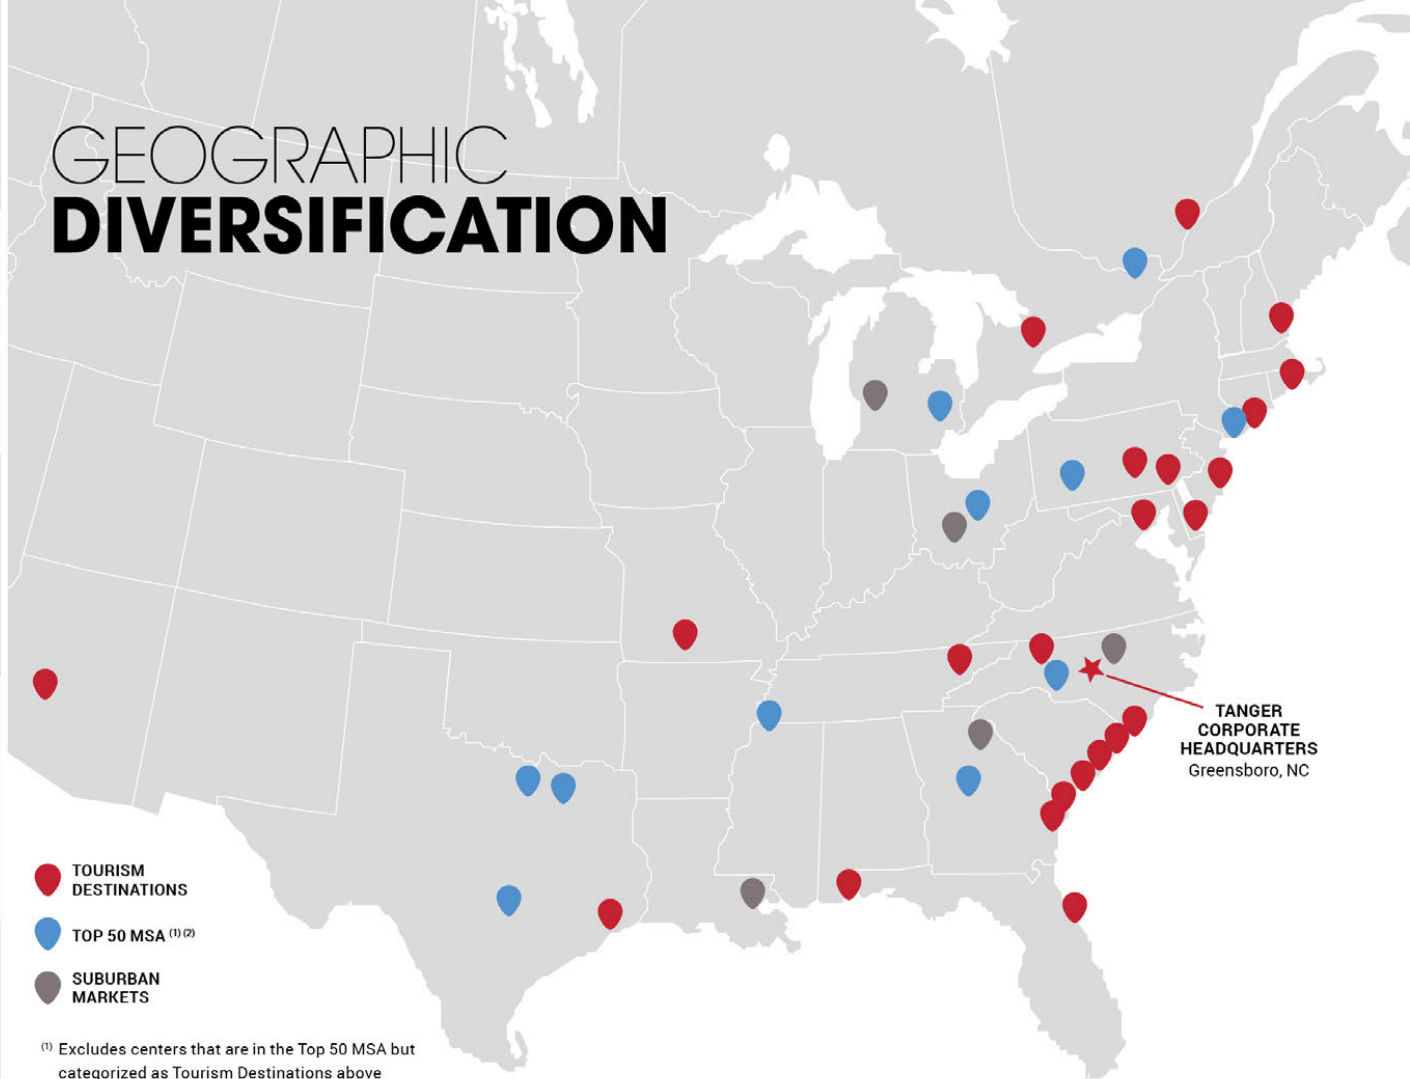 GEOGRAPHIC
DIVERSIFICATION
TANGER
CORPORATE
HEADQUARTERS
Greensboro, NC
TOURISM
DESTINATIONS
TOP 50 MSA (1) (2)
SUBURBAN
MARKETS
(1) Excludes centers that are in the Top 50 MSA but
categorized as Tourism Destinations above